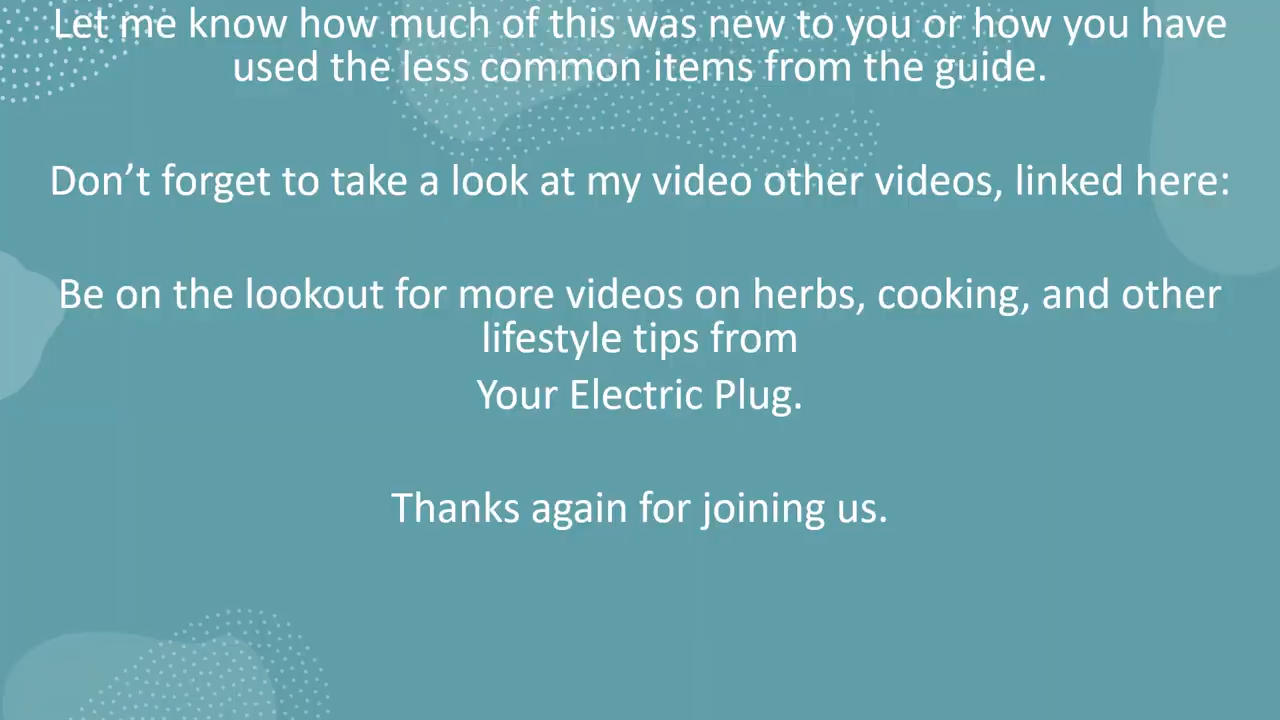 Let me know how much of this was new to you or how you have
used the less common items from the guide.
Don’t forget to take a look at my video other videos, linked here:
Be on the lookout for more videos on herbs, cooking, and other
lifestyle tips from
Your Electric Plug.
Thanks again for joining us.